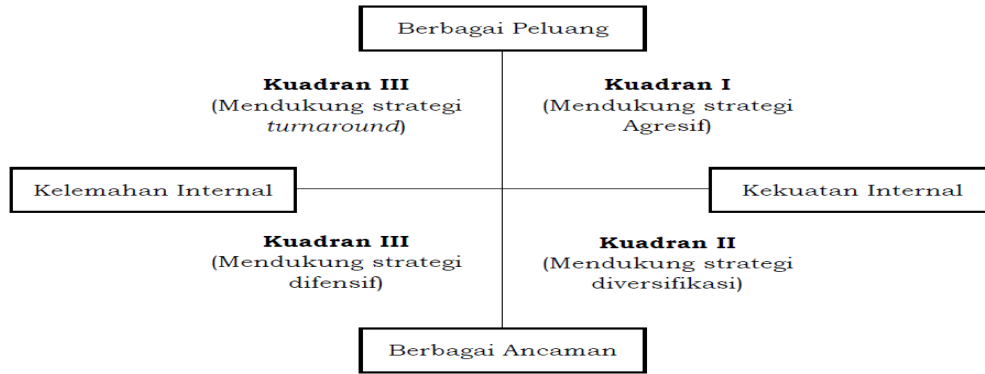 Berbagai Peluang
Kuadran III
(Mendukung strategi
turnaround)
Kuadran I
(Mendukung strategi
Agresif)
Kelemahan Internal
Kekuatan Internal
Kuadran III
(Mendukung strategi
difensif)
Kuadran II
(Mendukung strategi
diversifikasi)
Berbagai Ancaman